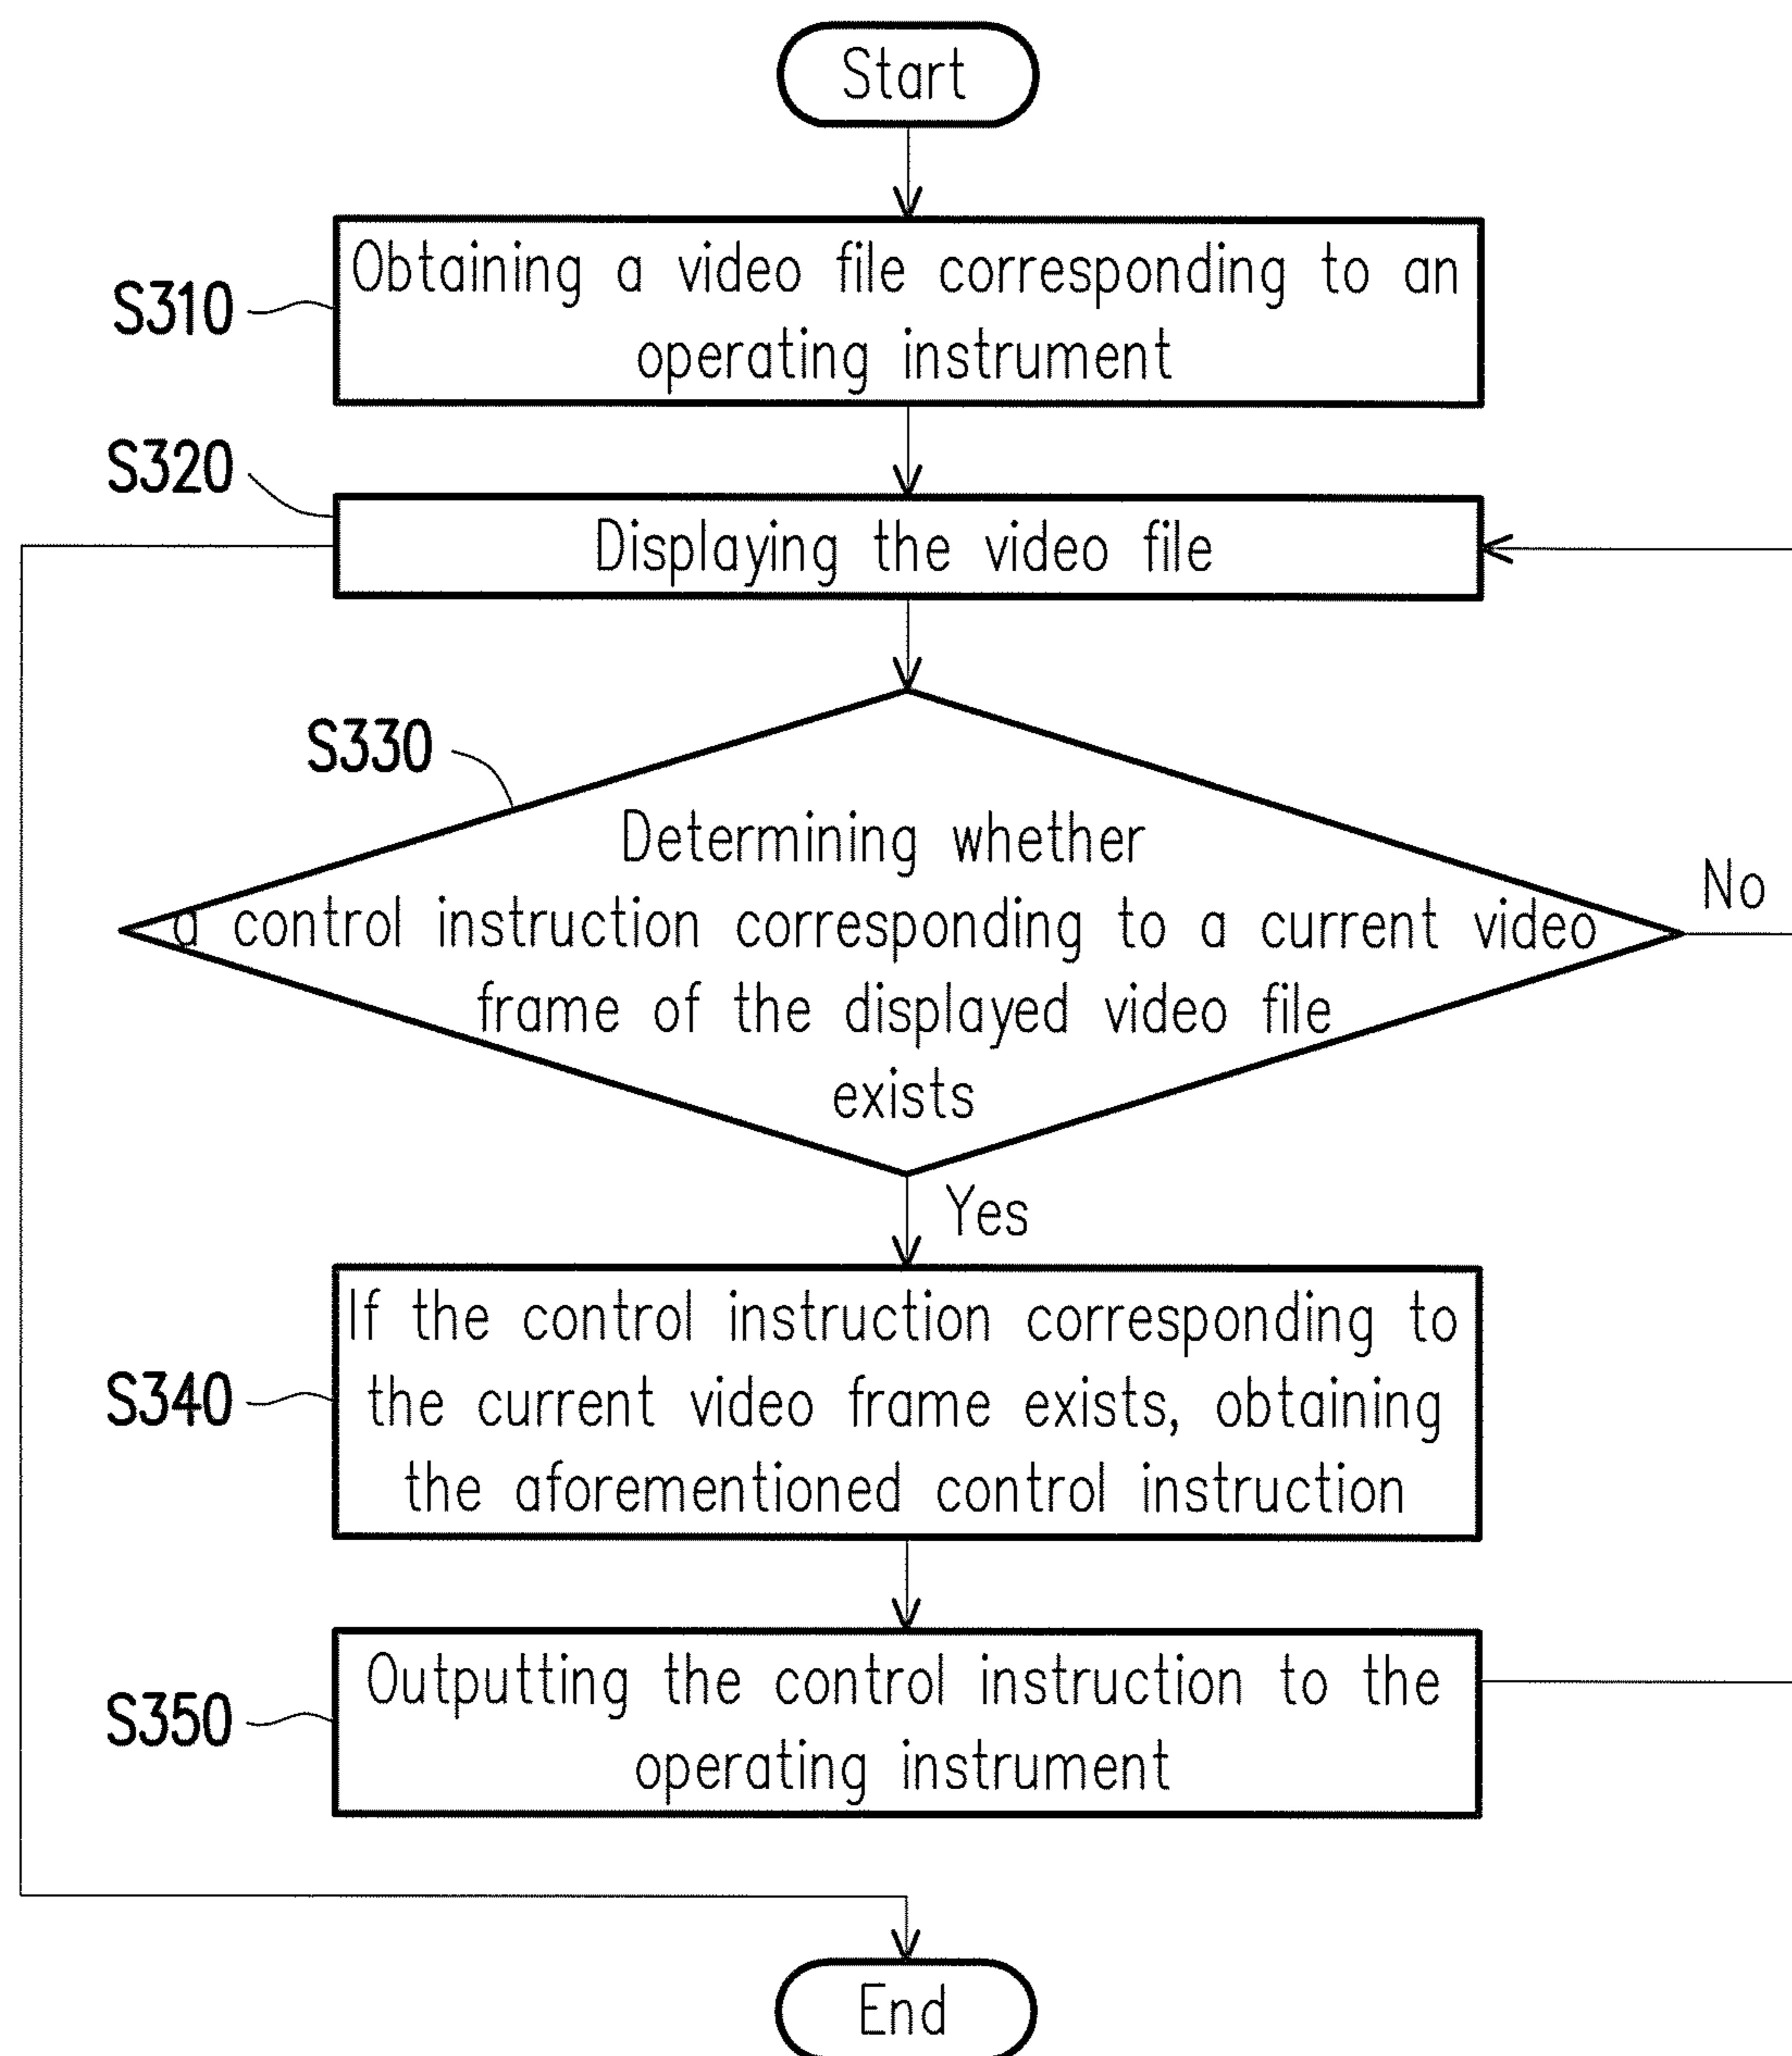 Start
S310
Obtaining a video file corresponding to an
operating instrument
S320
Displaying the video file
S330
Determining whether
a control instruction corresponding to a current video
frame of the displayed video file
exists
No
Yes
S340
If the control instruction corresponding to
the current video frame exists, obtaining
the aforementioned control instruction
S350
Outputting the control instruction to the
operating instrument
End